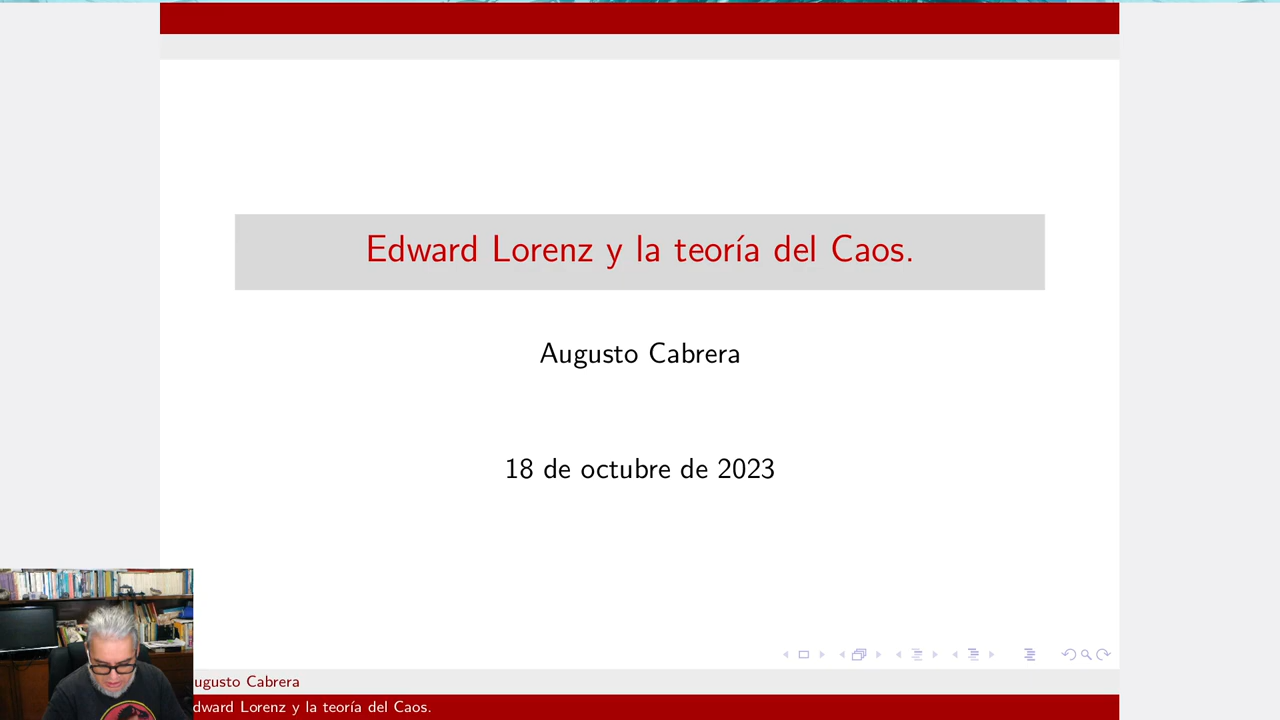 Edward Lorenz y la teoría del Caos.
Augusto Cabrera
18 de octubre de 2023
ugusto Cabrera
dward Lorenz y la teoría del Caos.